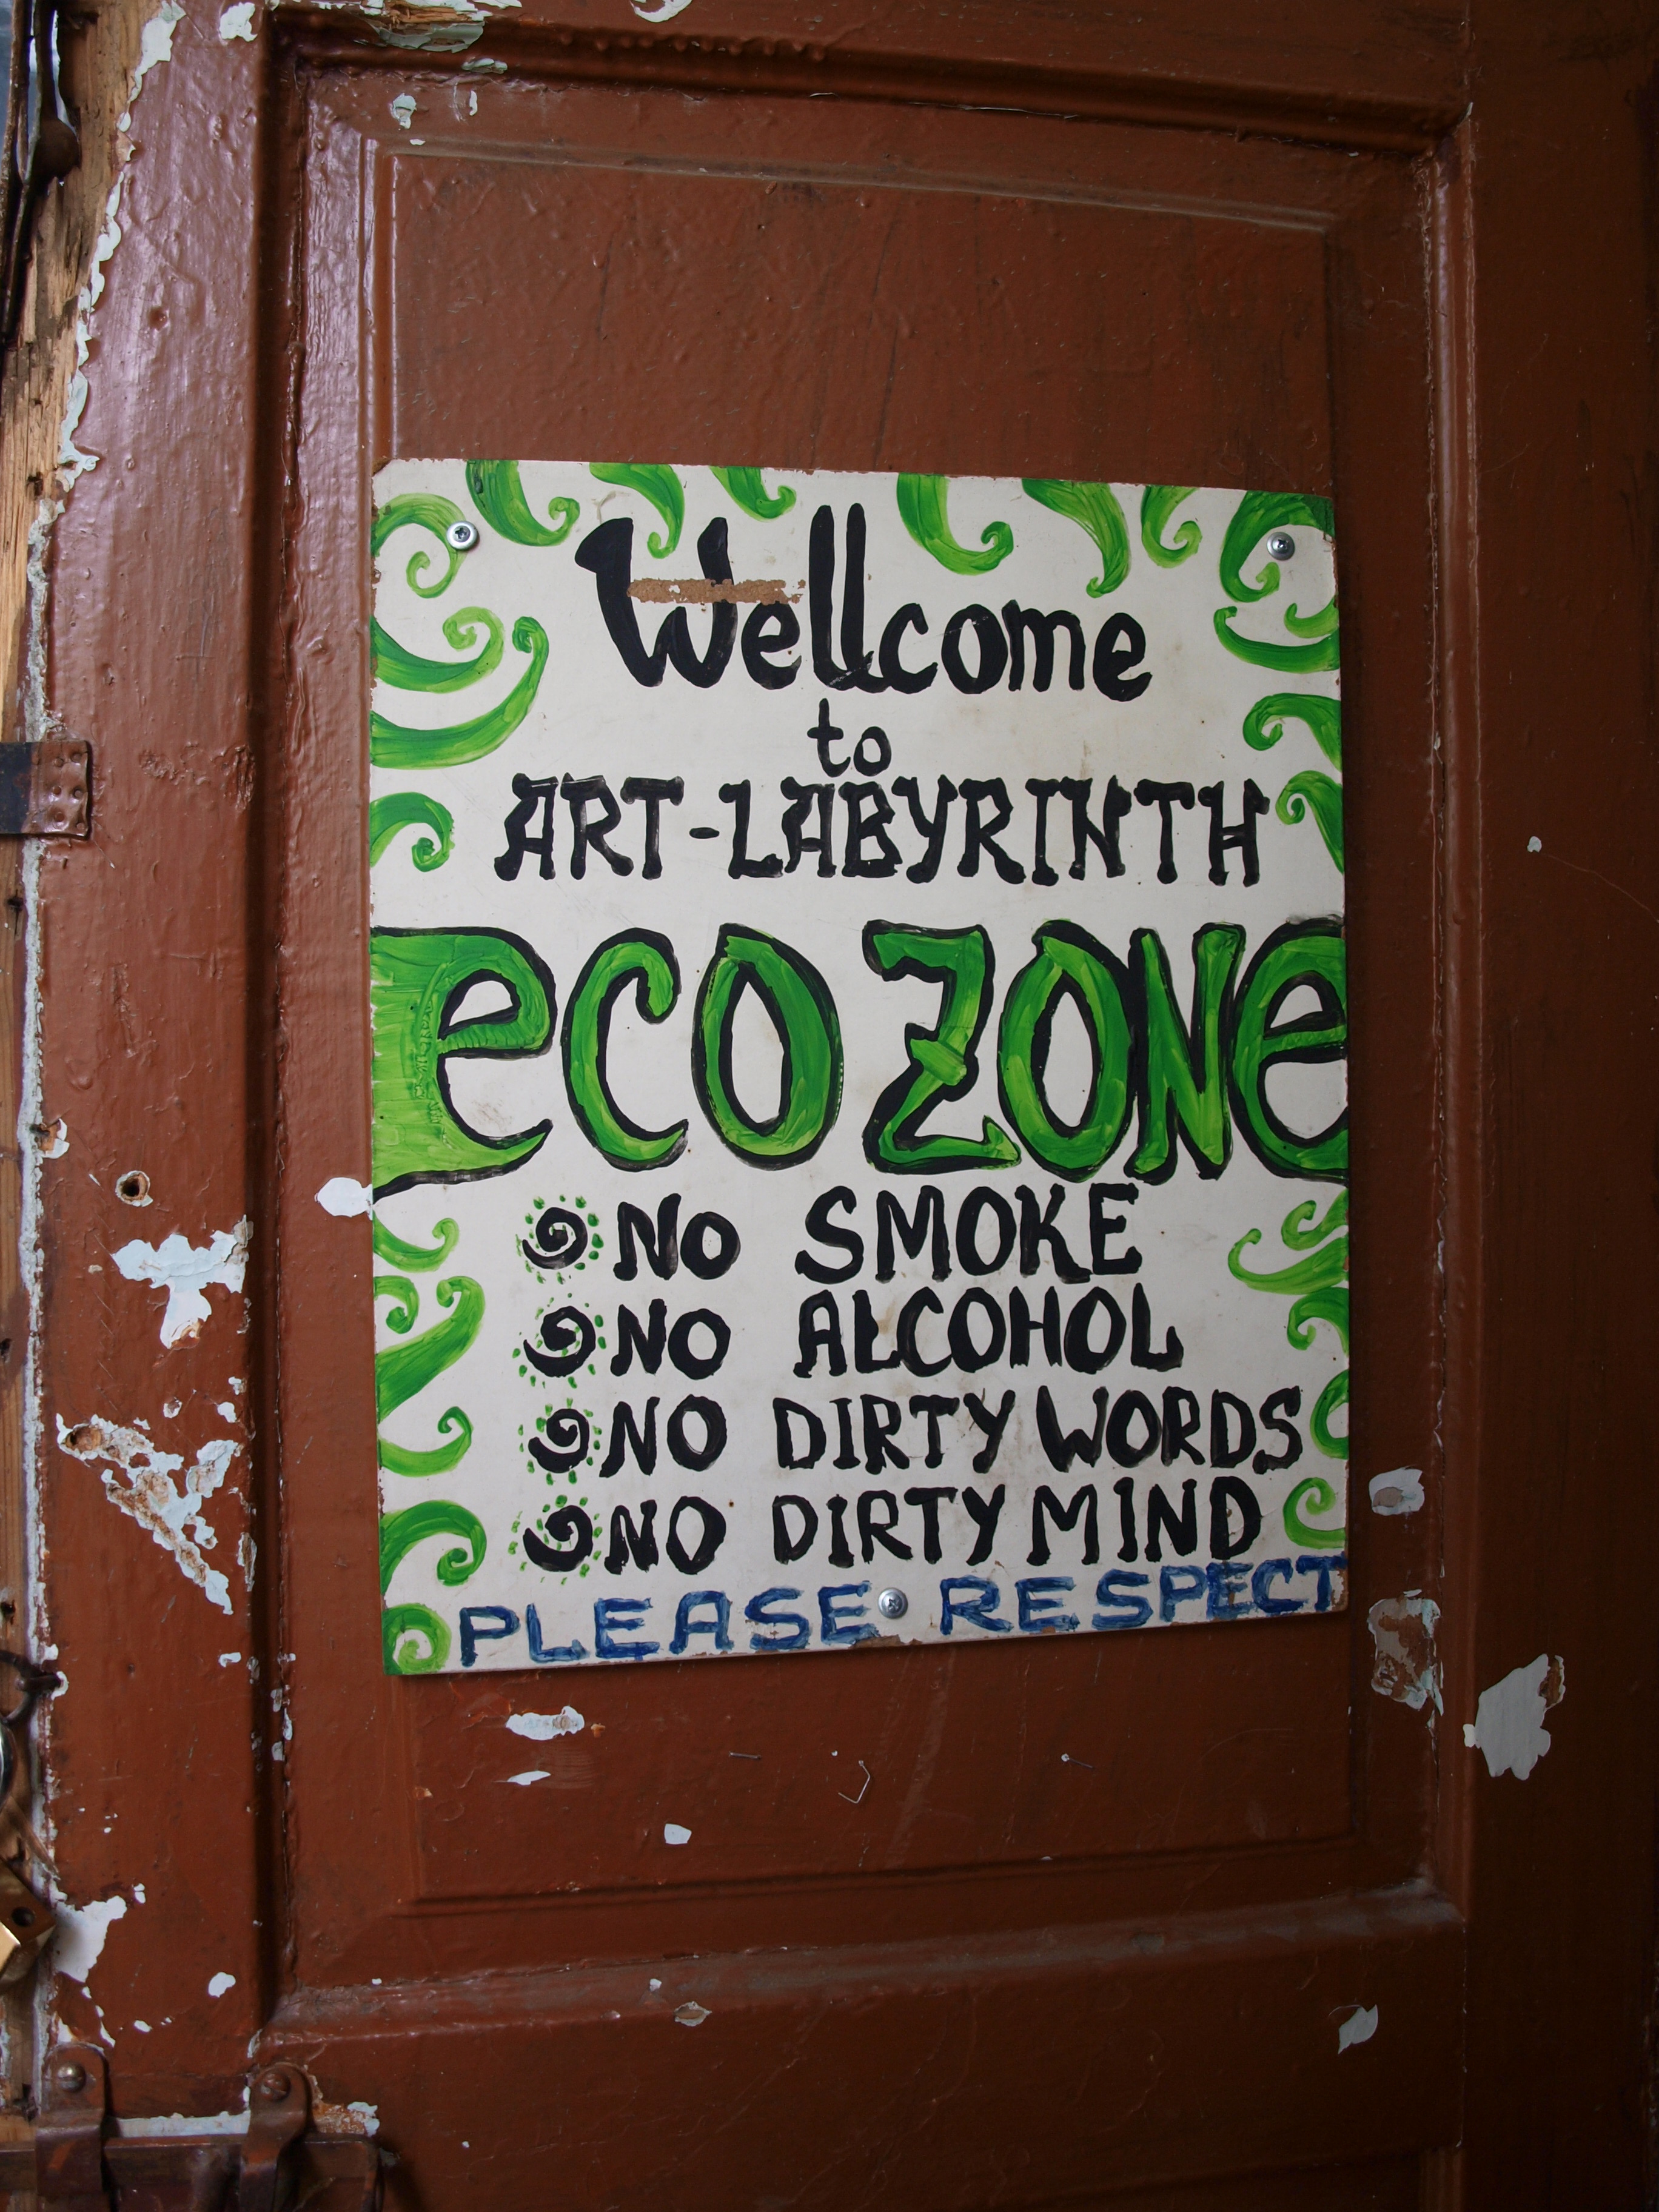 Wellcome
to
ART-LABYRINTH
eco ZONe
NO SMOKE
NO ALCOHOL
NO DIRTY WORDS
NO DIRTY MIND
PLEASE RESPECT